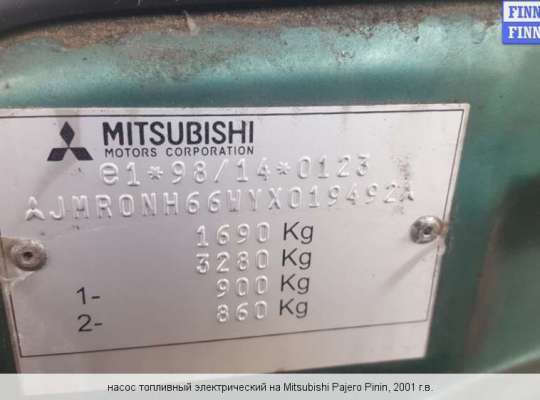 FINN
FINN
MITSUBISHI
MOTORS CORPORATION
e1*98/14*0123
JMR0NH66WYX019492
1690 Kg
3280 Kg
1- 900 Kg
2- 860 Kg
насос топливный электрический на Mitsubishi Pajero Pinin, 2001 г.в.